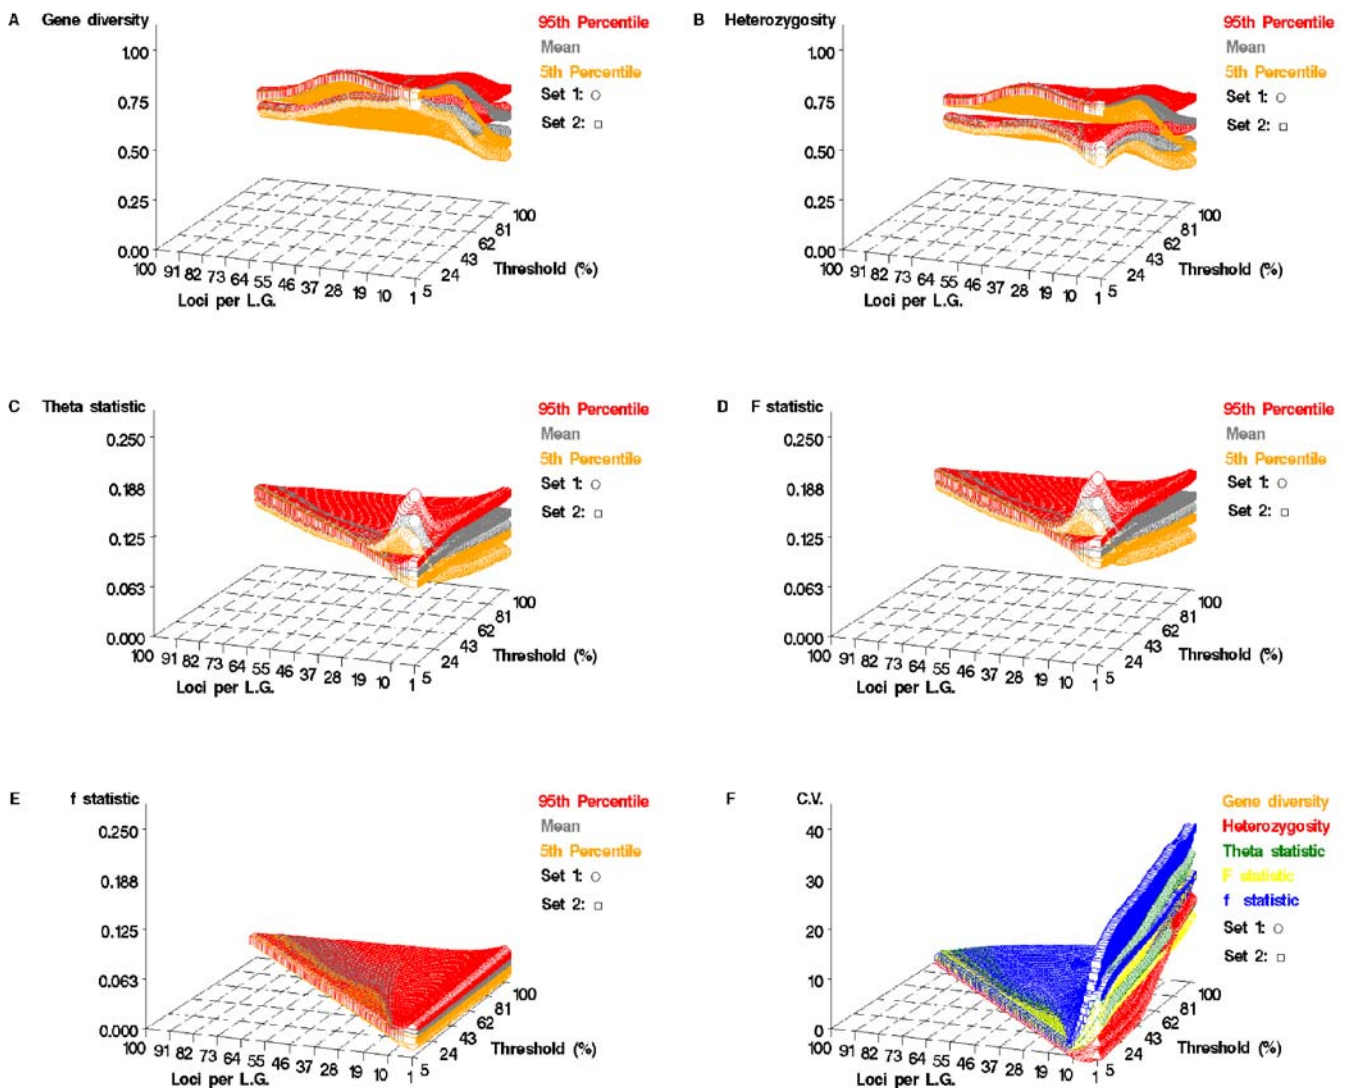 A Gene diversity
95th Percentile
Mean
5th Percentile
Set 1: ○
Set 2: □
1.00
0.75
0.50
0.25
0.00
100 91 82 73 64 55 46 37 28 19 10 1
Loci per L.G.
5 24 43 62 81 100
Threshold (%)
B Heterozygosity
95th Percentile
Mean
5th Percentile
Set 1: ○
Set 2: □
1.00
0.75
0.50
0.25
0.00
100 91 82 73 64 55 46 37 28 19 10 1
Loci per L.G.
5 24 43 62 81 100
Threshold (%)
C Theta statistic
95th Percentile
Mean
5th Percentile
Set 1: ○
Set 2: □
0.250
0.188
0.125
0.063
0.000
100 91 82 73 64 55 46 37 28 19 10 1
Loci per L.G.
5 24 43 62 81 100
Threshold (%)
D F statistic
95th Percentile
Mean
5th Percentile
Set 1: ○
Set 2: □
0.250
0.188
0.125
0.063
0.000
100 91 82 73 64 55 46 37 28 19 10 1
Loci per L.G.
5 24 43 62 81 100
Threshold (%)
E f statistic
95th Percentile
Mean
5th Percentile
Set 1: ○
Set 2: □
0.250
0.188
0.125
0.063
0.000
100 91 82 73 64 55 46 37 28 19 10 1
Loci per L.G.
5 24 43 62 81 100
Threshold (%)
F C.V.
Gene diversity
Heterozygosity
Theta statistic
F statistic
f statistic
Set 1: ○
Set 2: □
40
30
20
10
0
100 91 82 73 64 55 46 37 28 19 10 1
Loci per L.G.
5 24 43 62 81 100
Threshold (%)